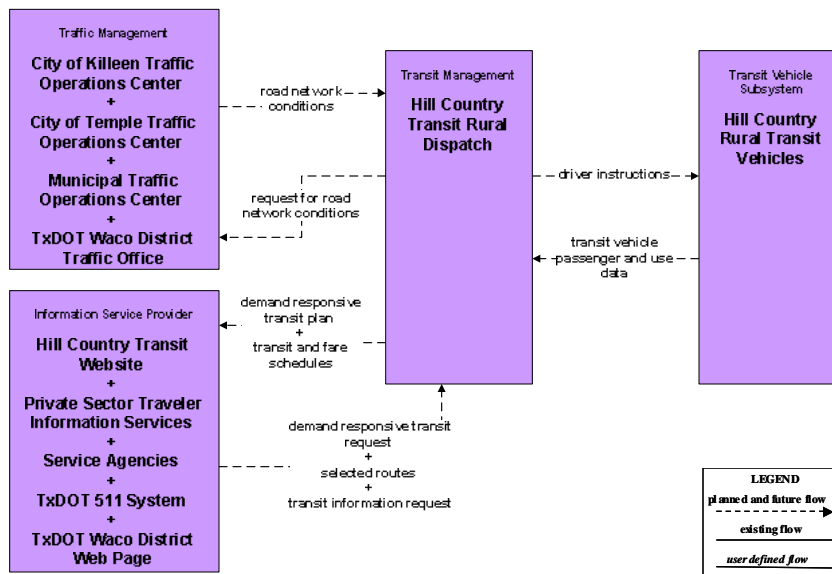 Traffic Management
City of Killeen Traffic
Operations Center
+
City of Temple Traffic
Operations Center
+
Municipal Traffic
Operations Center
+
TxDOT Waco District
Traffic Office
road network
conditions
request for road
network conditions
Transit Management
Hill Country
Transit Rural
Dispatch
driver instructions
transit vehicle
passenger and use
data
Transit Vehicle
Subsystem
Hill Country
Rural Transit
Vehicles
Information Service Provider
Hill Country Transit
Website
+
Private Sector Traveler
Information Services
+
Service Agencies
+
TxDOT 511 System
+
TxDOT Waco District
Web Page
demand responsive
transit plan
+
transit and fare
schedules
demand responsive transit
request
+
selected routes
+
transit information request
LEGEND
planned and future flow
existing flow
user defined flow